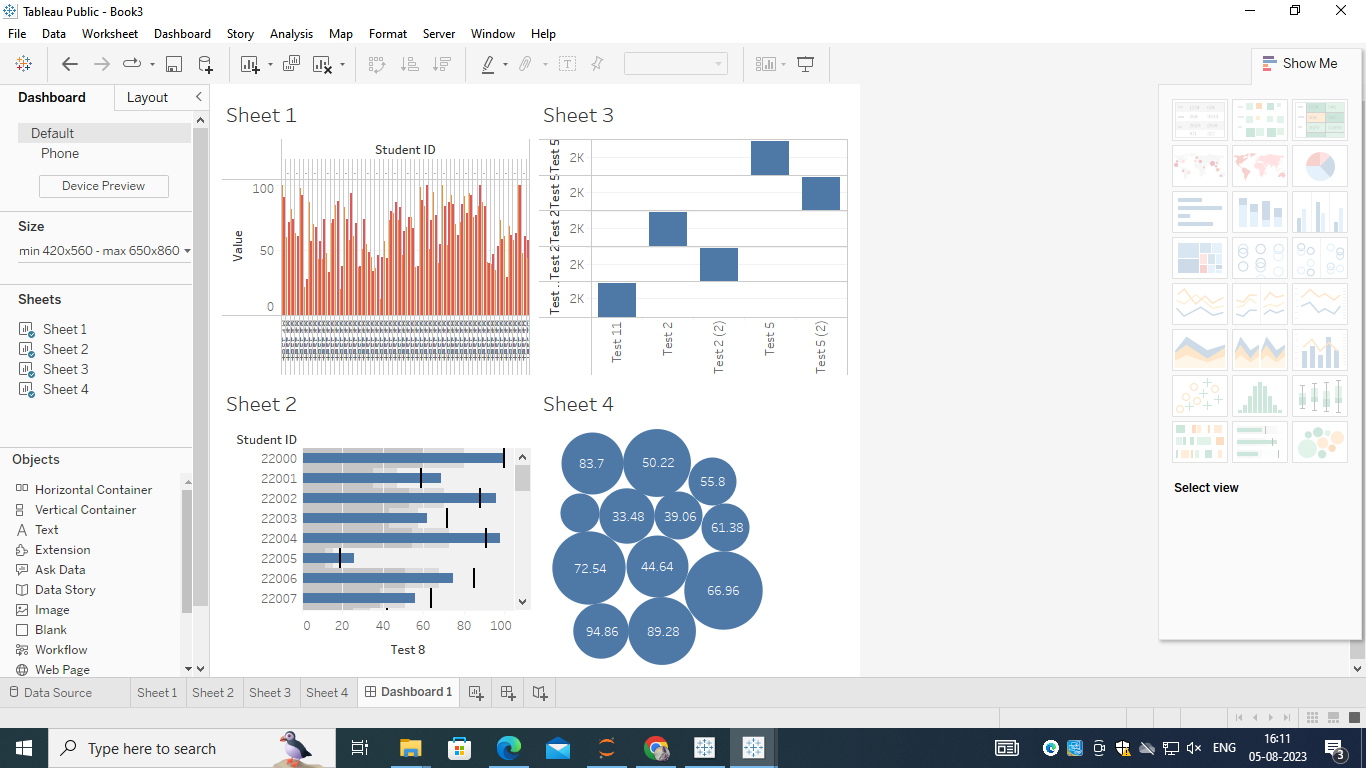 Tableau Public - Book3
File Data Worksheet Dashboard Story Analysis Map Format Server Window Help
Show Me
Dashboard Layout
Default
Phone
Device Preview
Size
min 420x560 - max 650x860
Sheets
Sheet 1
Sheet 2
Sheet 3
Sheet 4
Objects
Horizontal Container
Vertical Container
Text
Extension
Ask Data
Data Story
Image
Blank
Workflow
Web Page
Sheet 1
Student ID
Value
100
50
0
Sheet 3
Test 5
2K
Test 5
2K
Test 2
2K
Test 2
2K
Test ...
2K
Test 11
Test 2
Test 2 (2)
Test 5
Test 5 (2)
Sheet 2
Student ID
22000
22001
22002
22003
22004
22005
22006
22007
0 20 40 60 80 100
Test 8
Sheet 4
83.7
50.22
55.8
33.48
39.06
61.38
72.54
44.64
66.96
94.86
89.28
Select view
Data Source Sheet 1 Sheet 2 Sheet 3 Sheet 4 Dashboard 1
Type here to search
ENG
16:11
05-08-2023
3